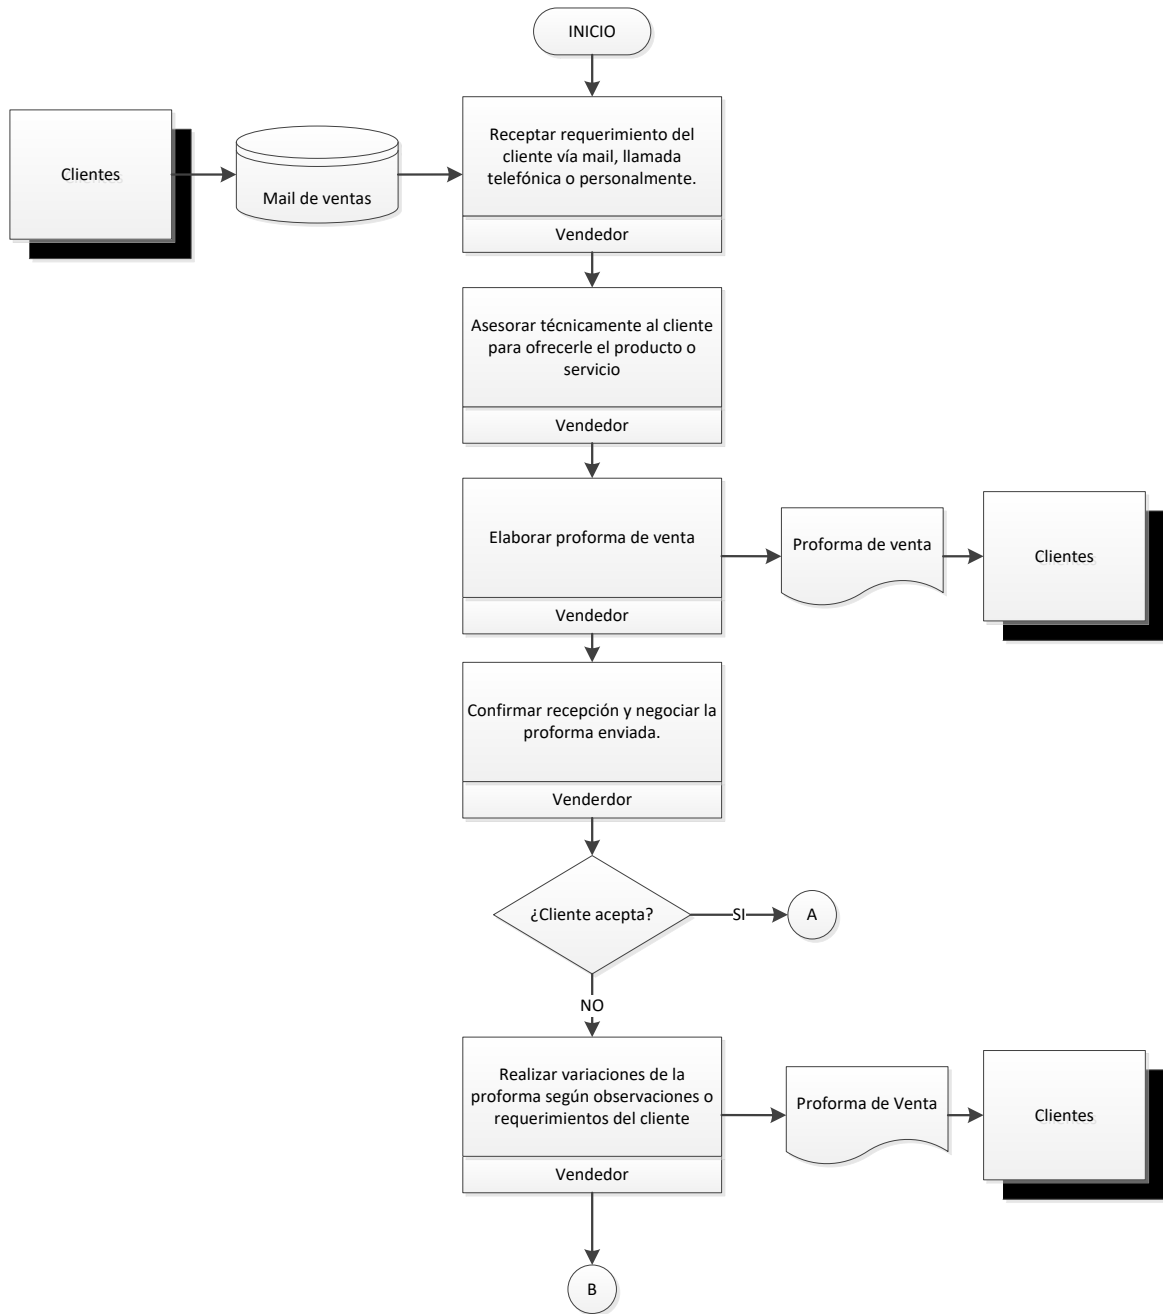 INICIO
Clientes
Mail de ventas
Receptar requerimiento del
cliente vía mail, llamada
telefónica o personalmente.
Vendedor
Asesorar técnicamente al cliente
para ofrecerle el producto o
servicio
Vendedor
Elaborar proforma de venta
Vendedor
Proforma de venta
Clientes
Confirmar recepción y negociar la
proforma enviada.
Venderdor
¿Cliente acepta?
SI
A
NO
Realizar variaciones de la
proforma según observaciones o
requerimientos del cliente
Vendedor
Proforma de Venta
Clientes
B